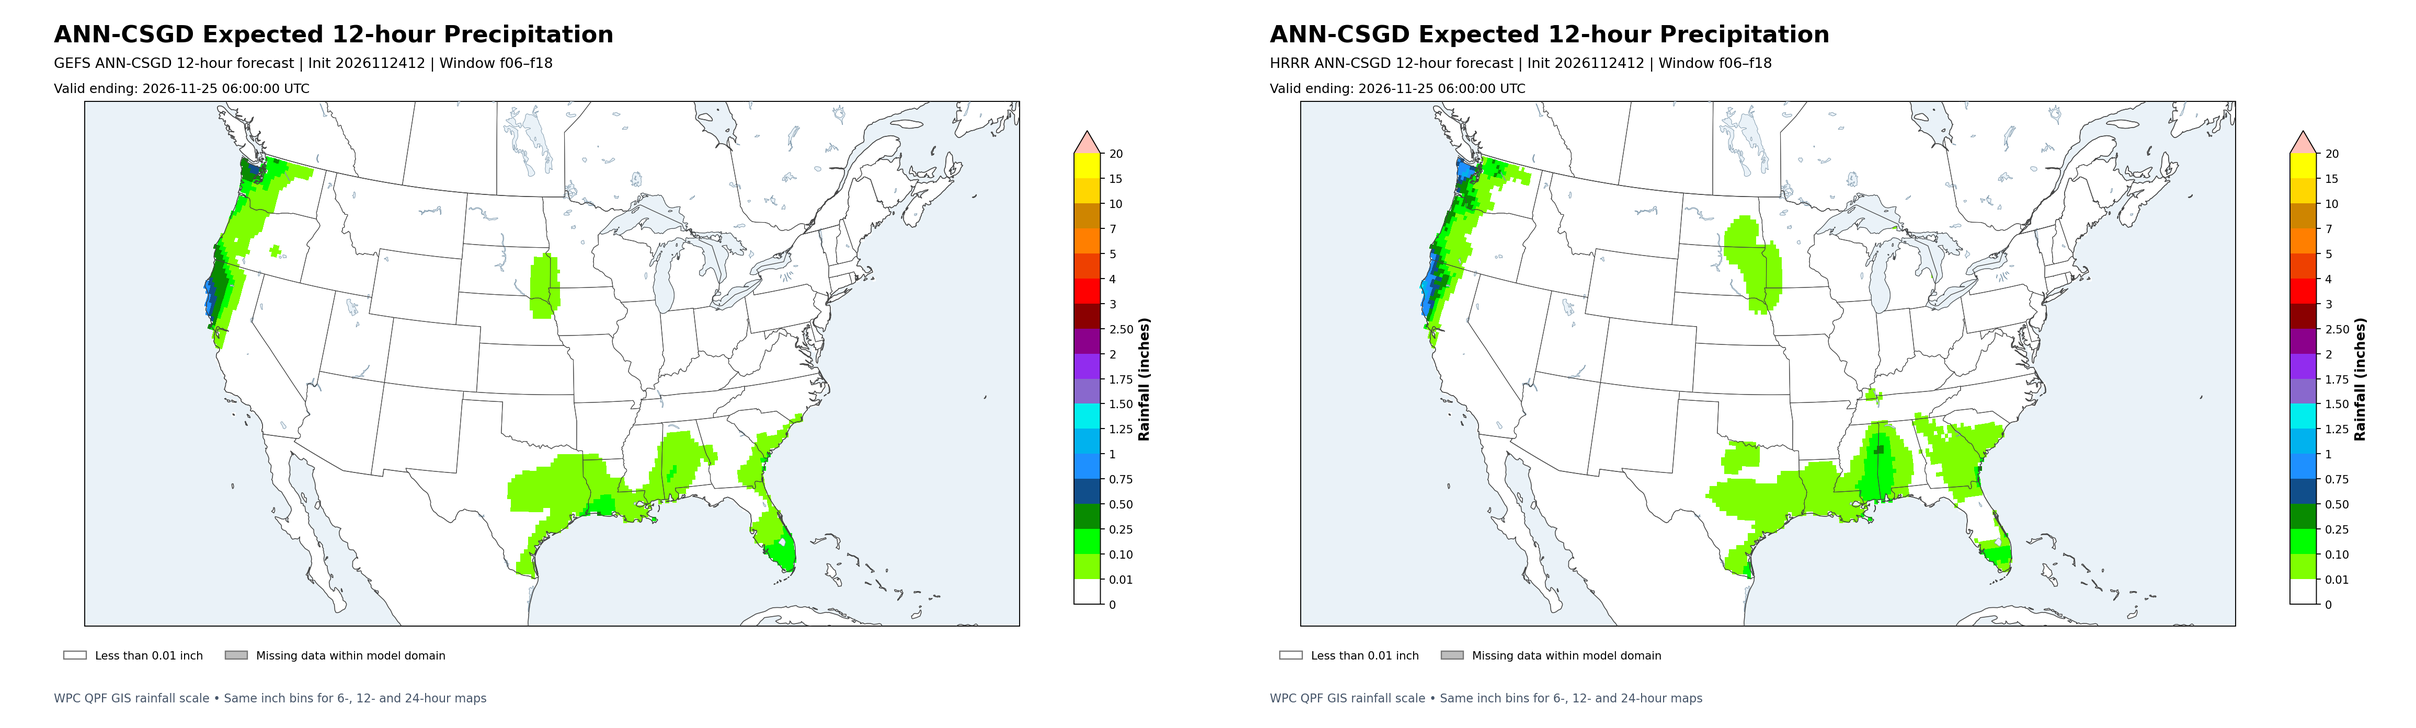 ANN-CSGD Expected 12-hour Precipitation
GEFS ANN-CSGD 12-hour forecast | Init 2026112412 | Window f06–f18
Valid ending: 2026-11-25 06:00:00 UTC
20
15
10
7
5
4
3
2.50
2
1.75
1.50
1.25
1
0.75
0.50
0.25
0.10
0.01
0
Rainfall (inches)
Less than 0.01 inch
Missing data within model domain
WPC QPF GIS rainfall scale • Same inch bins for 6-, 12- and 24-hour maps
ANN-CSGD Expected 12-hour Precipitation
HRRR ANN-CSGD 12-hour forecast | Init 2026112412 | Window f06–f18
Valid ending: 2026-11-25 06:00:00 UTC
20
15
10
7
5
4
3
2.50
2
1.75
1.50
1.25
1
0.75
0.50
0.25
0.10
0.01
0
Rainfall (inches)
Less than 0.01 inch
Missing data within model domain
WPC QPF GIS rainfall scale • Same inch bins for 6-, 12- and 24-hour maps